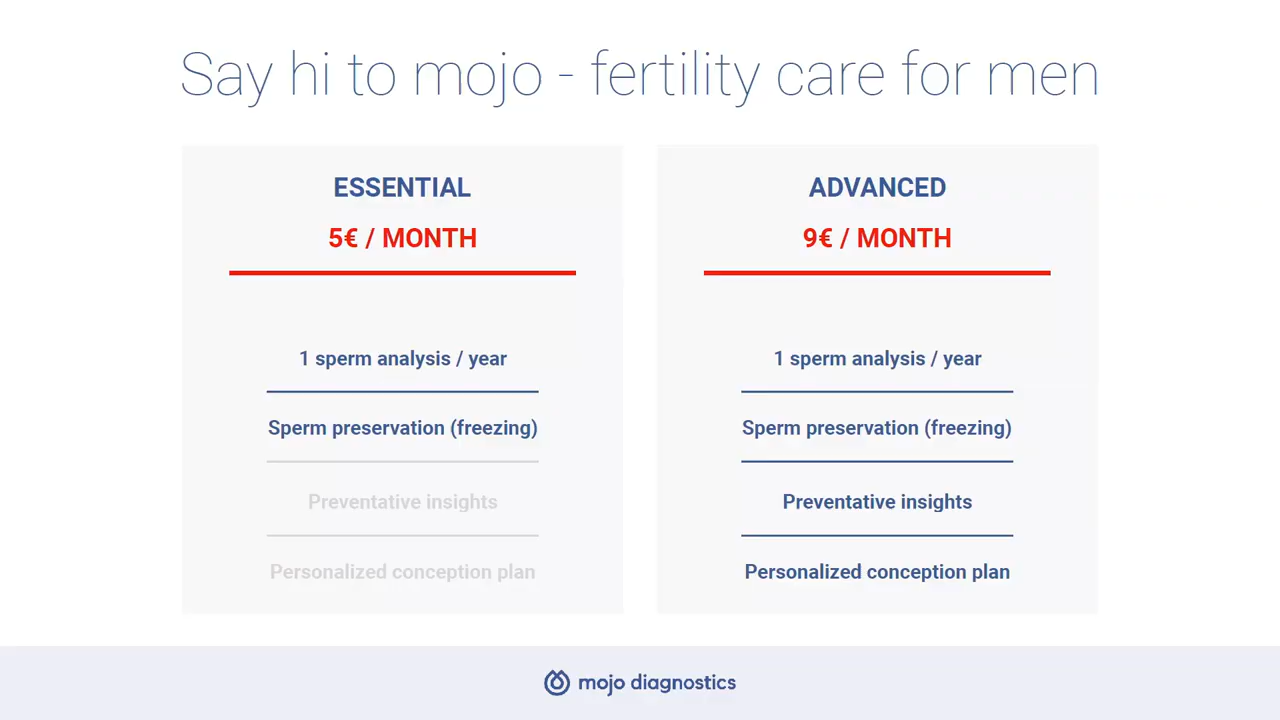 Say hi to mojo - fertility care for men
ESSENTIAL
5€ / MONTH
1 sperm analysis / year
Sperm preservation (freezing)
Preventative insights
Personalized conception plan
ADVANCED
9€ / MONTH
1 sperm analysis / year
Sperm preservation (freezing)
Preventative insights
Personalized conception plan
mojo diagnostics